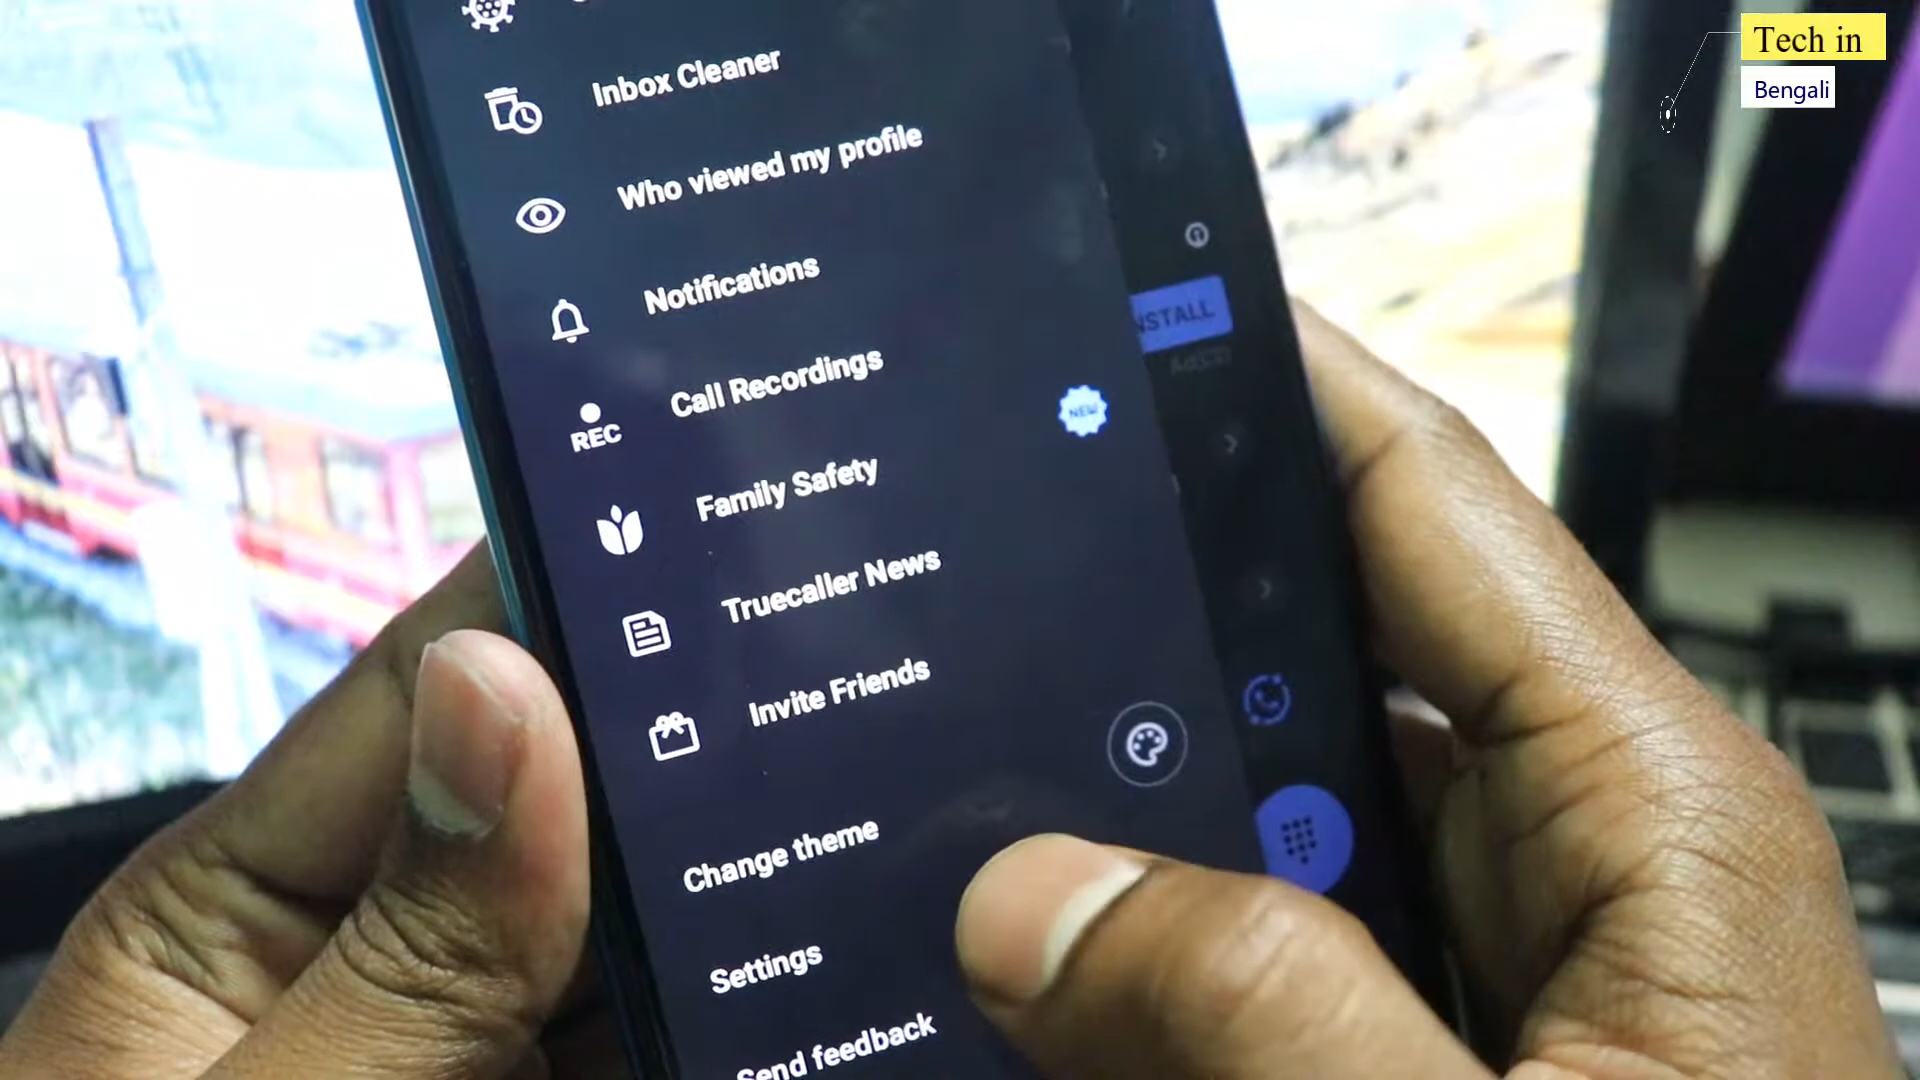 Tech in
Bengali
Inbox Cleaner
Who viewed my profile
Notifications
REC
Call Recordings
NEW
Family Safety
Truecaller News
Invite Friends
Change theme
Settings
Send feedback